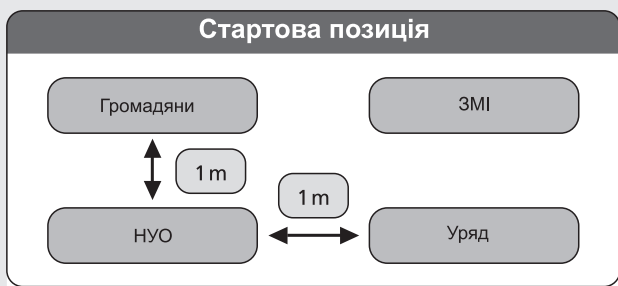 Стартова позиція
Громадяни
ЗМІ
1 m
1 m
НУО
Уряд